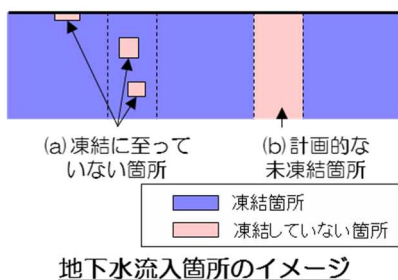 (a)凍結に至って
いない箇所
(b)計画的な
未凍結箇所
凍結箇所
凍結していない箇所
地下水流入箇所のイメージ